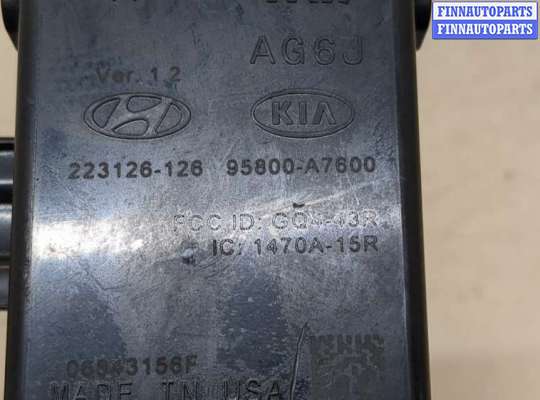 FINNAUTOPARTS
FINNAUTOPARTS
AG6J
Ver. 1.2
KIA
223126-126 95800-A7600
FCC ID: GQ4-43R
IC: 1470A-15R
06943156F
MADE IN USA